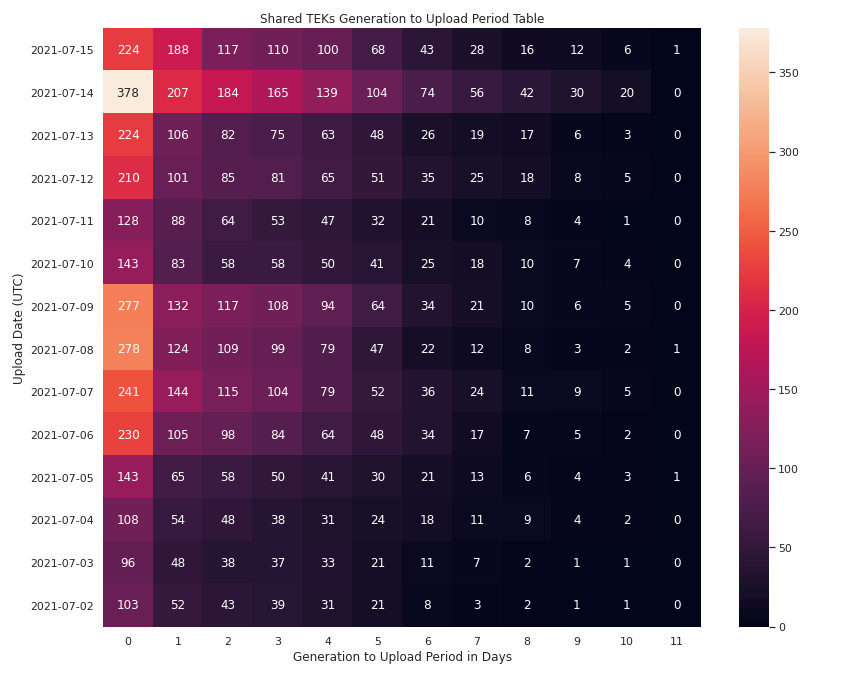 Shared TEKs Generation to Upload Period Table
Upload Date (UTC)
2021-07-15 224 188 117 110 100 68 43 28 16 12 6 1
2021-07-14 378 207 184 165 139 104 74 56 42 30 20 0
2021-07-13 224 106 82 75 63 48 26 19 17 6 3 0
2021-07-12 210 101 85 81 65 51 35 25 18 8 5 0
2021-07-11 128 88 64 53 47 32 21 10 8 4 1 0
2021-07-10 143 83 58 58 50 41 25 18 10 7 4 0
2021-07-09 277 132 117 108 94 64 34 21 10 6 5 0
2021-07-08 278 124 109 99 79 47 22 12 8 3 2 1
2021-07-07 241 144 115 104 79 52 36 24 11 9 5 0
2021-07-06 230 105 98 84 64 48 34 17 7 5 2 0
2021-07-05 143 65 58 50 41 30 21 13 6 4 3 1
2021-07-04 108 54 48 38 31 24 18 11 9 4 2 0
2021-07-03 96 48 38 37 33 21 11 7 2 1 1 0
2021-07-02 103 52 43 39 31 21 8 3 2 1 1 0
0 1 2 3 4 5 6 7 8 9 10 11
Generation to Upload Period in Days
350
300
250
200
150
100
50
0